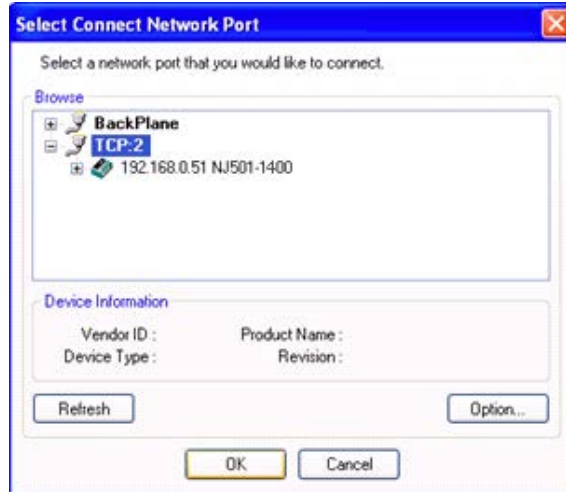 Select Connect Network Port
Select a network port that you would like to connect.
Browse
BackPlane
TCP:2
192.168.0.51 NJ501-1400
Device Information
Vendor ID :
Product Name :
Device Type :
Revision :
Refresh
Option...
OK
Cancel